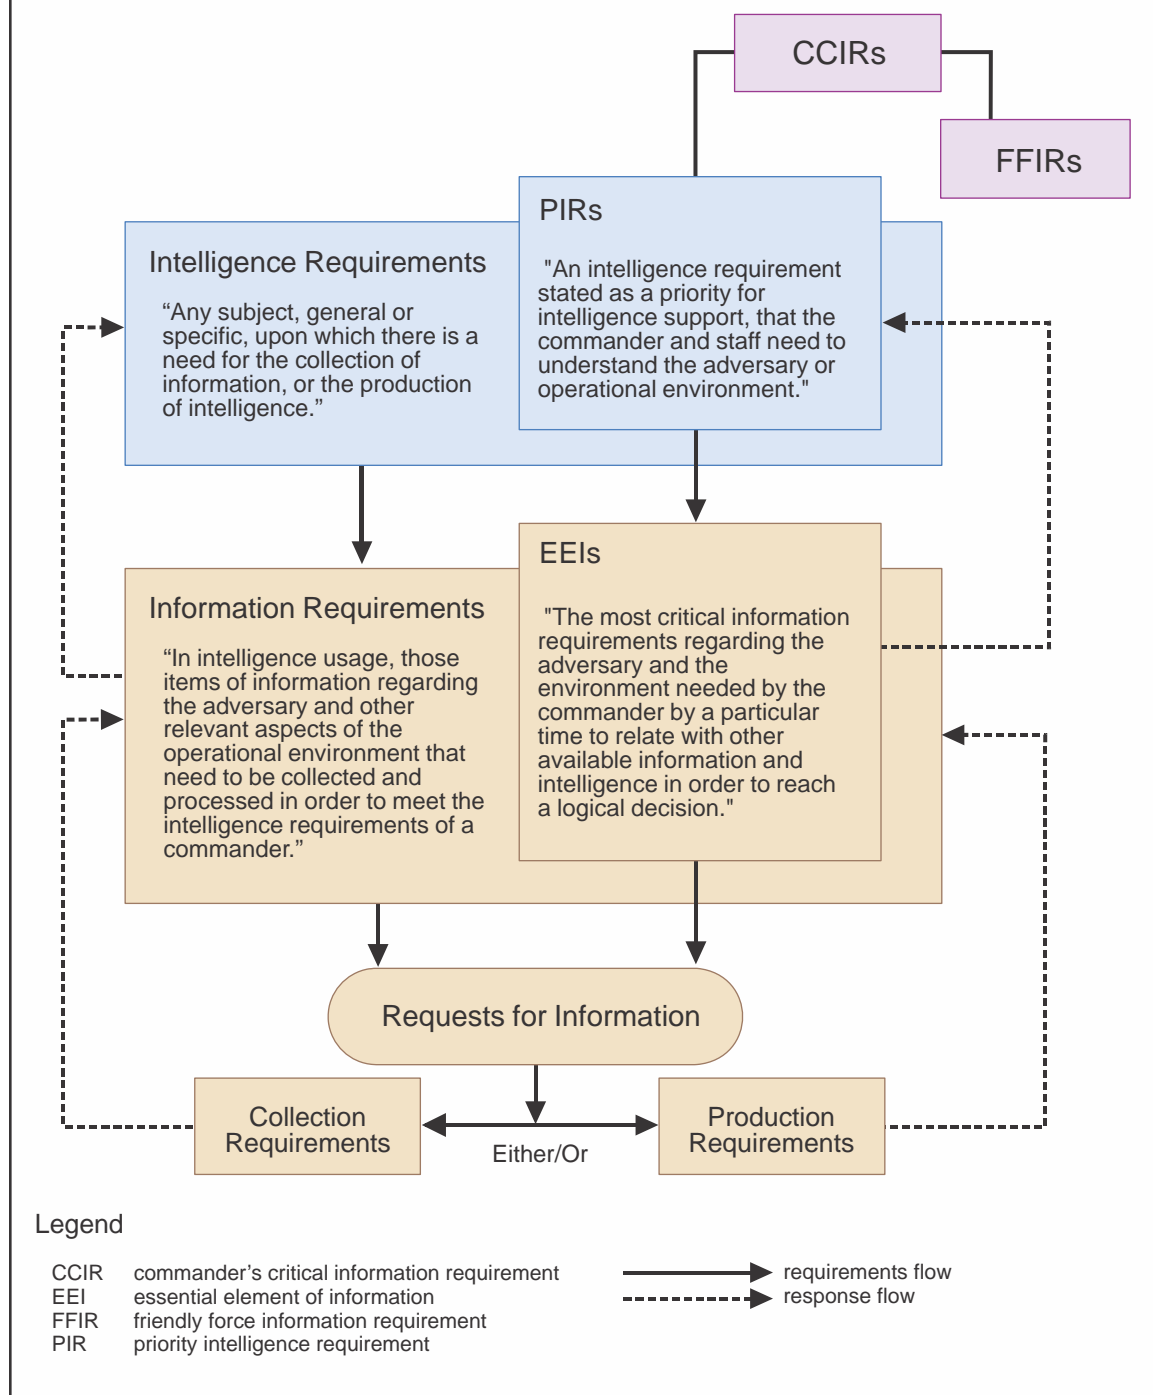 CCIRs
FFIRs
PIRs
"An intelligence requirement
stated as a priority for
intelligence support, that the
commander and staff need to
understand the adversary or
operational environment."
Intelligence Requirements
“Any subject, general or
specific, upon which there is a
need for the collection of
information, or the production
of intelligence.”
EEIs
"The most critical information
requirements regarding the
adversary and the
environment needed by the
commander by a particular
time to relate with other
available information and
intelligence in order to reach
a logical decision."
Information Requirements
“In intelligence usage, those
items of information regarding
the adversary and other
relevant aspects of the
operational environment that
need to be collected and
processed in order to meet the
intelligence requirements of a
commander.”
Requests for Information
Collection
Requirements
Either/Or
Production
Requirements
Legend
CCIR commander’s critical information requirement
EEI essential element of information
FFIR friendly force information requirement
PIR priority intelligence requirement
requirements flow
response flow